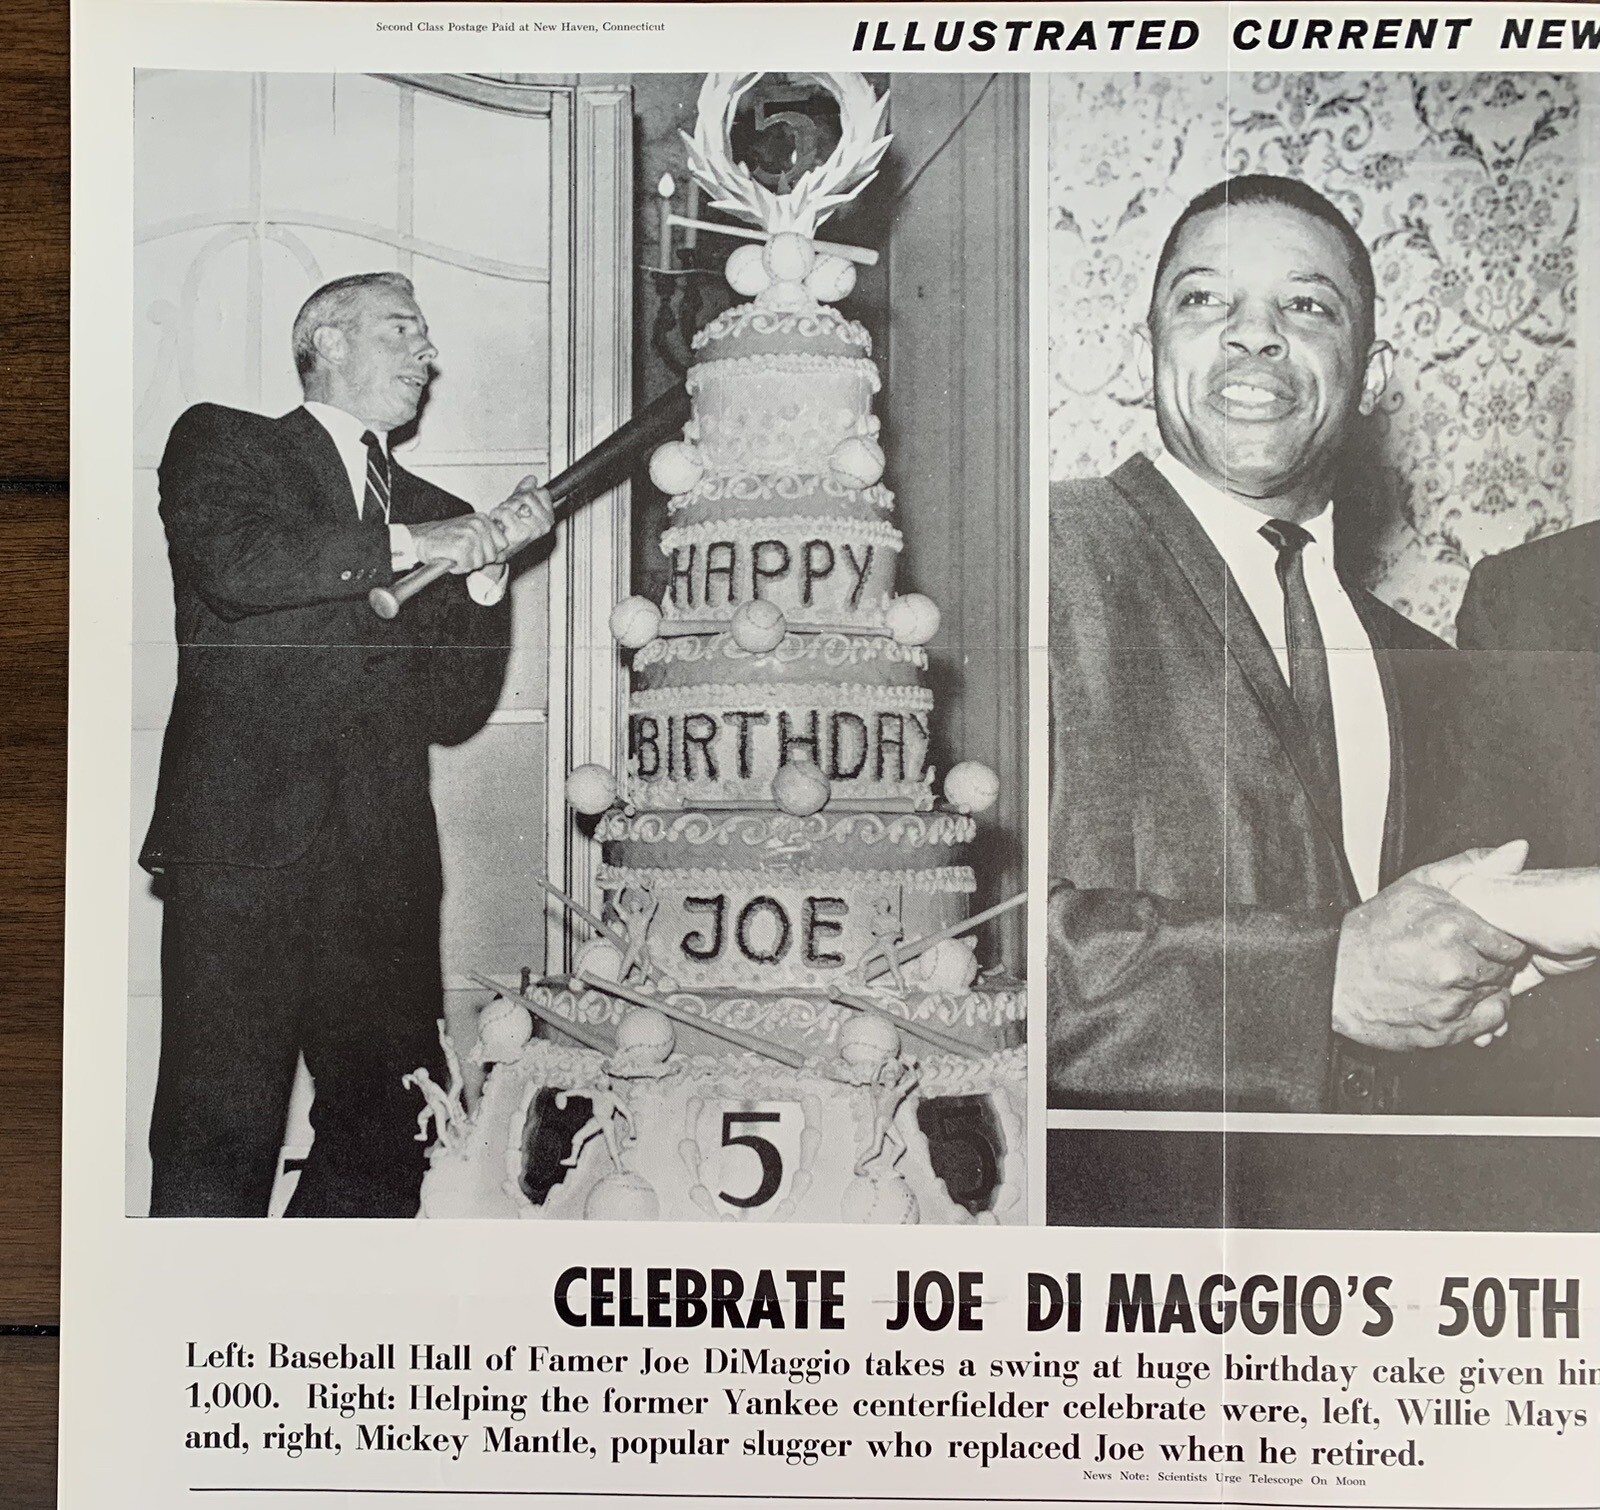 Second Class Postage Paid at New Haven, Connecticut
ILLUSTRATED CURRENT NEW
5
HAPPY
BIRTHDAY
JOE
5 5
CELEBRATE JOE DI MAGGIO'S 50TH
Left: Baseball Hall of Famer Joe DiMaggio takes a swing at huge birthday cake given hi
1,000. Right: Helping the former Yankee centerfielder celebrate were, left, Willie Mays
and, right, Mickey Mantle, popular slugger who replaced Joe when he retired.
News Note: Scientists Urge Telescope On Moon